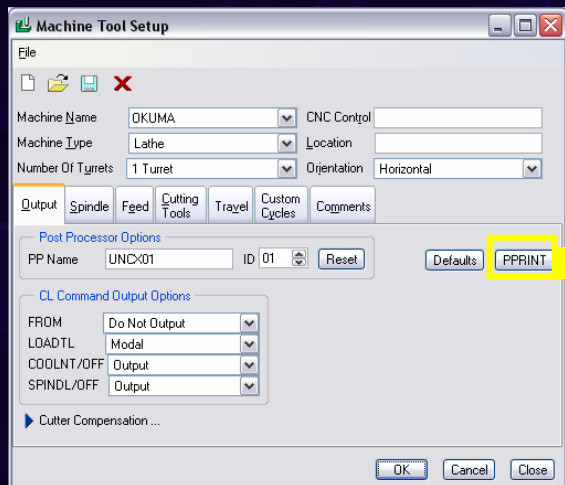 Machine Tool Setup
File
Machine Name OKUMA CNC Control
Machine Type Lathe Location
Number Of Turrets 1 Turret Orientation Horizontal
Output Spindle Feed Cutting Tools Travel Custom Cycles Comments
Post Processor Options
PP Name UNCX01 ID 01 Reset Defaults PPRINT
CL Command Output Options
FROM Do Not Output
LOADTL Modal
COOLNT/OFF Output
SPINDL/OFF Output
Cutter Compensation ...
OK Cancel Close